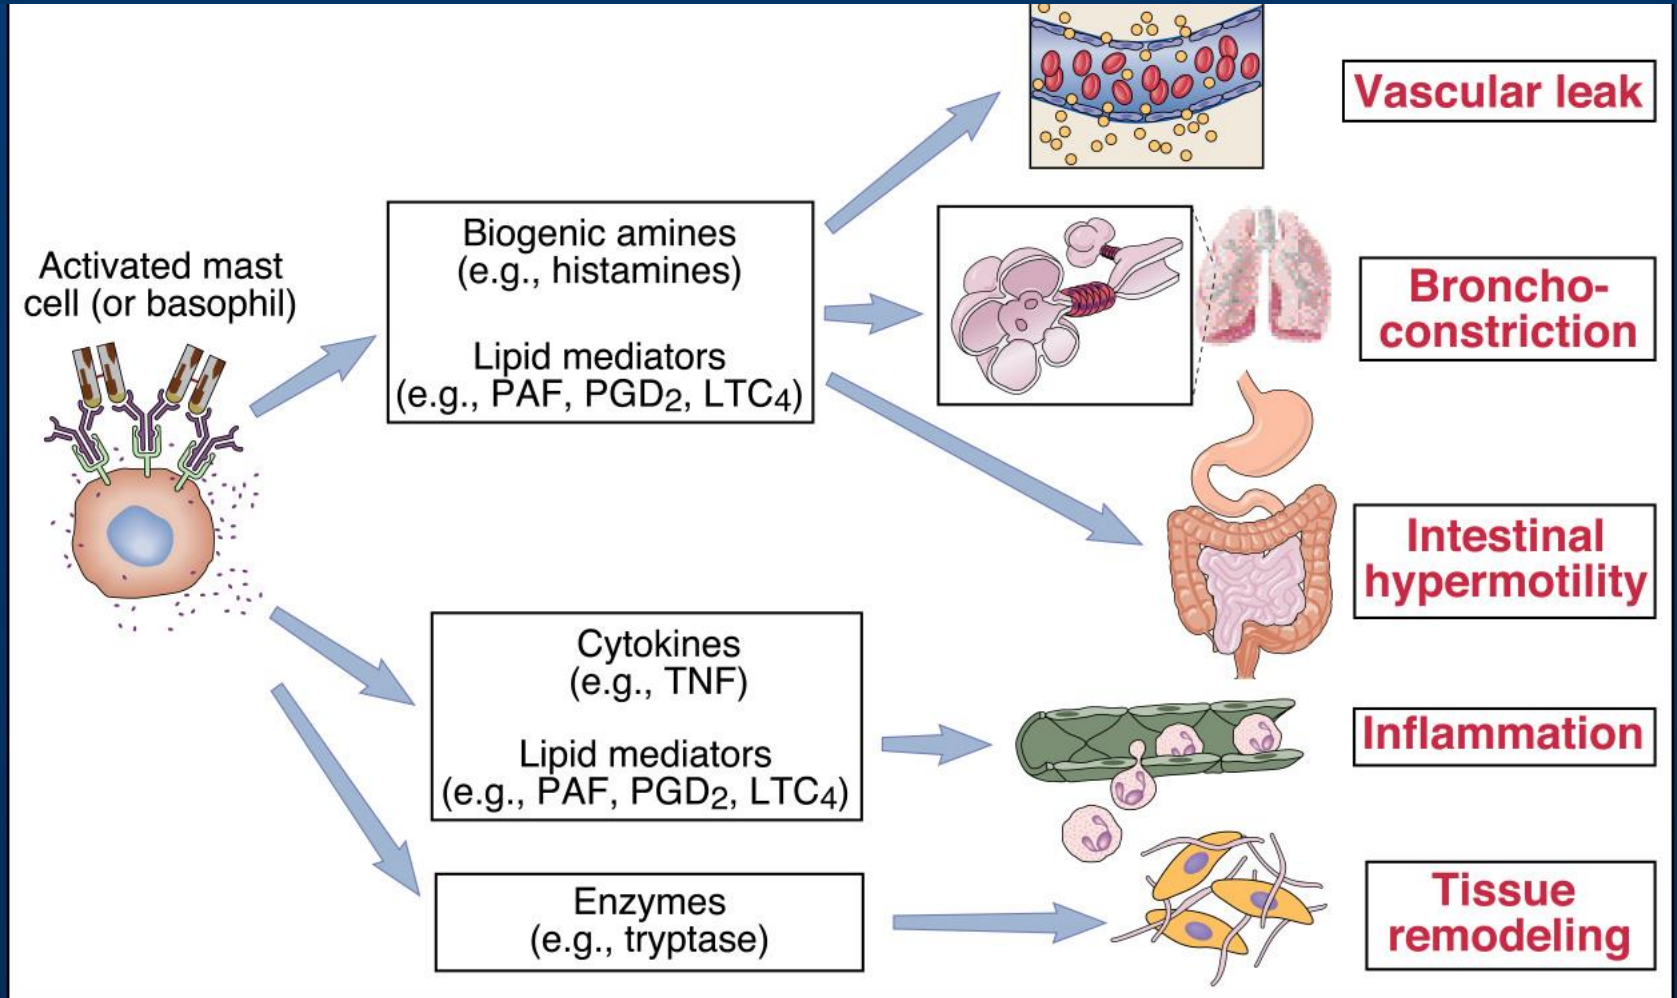 Activated mast
cell (or basophil)
Biogenic amines
(e.g., histamines)
Lipid mediators
(e.g., PAF, PGD2, LTC4)
Cytokines
(e.g., TNF)
Lipid mediators
(e.g., PAF, PGD2, LTC4)
Enzymes
(e.g., tryptase)
Vascular leak
Broncho-
constriction
Intestinal
hypermotility
Inflammation
Tissue
remodeling